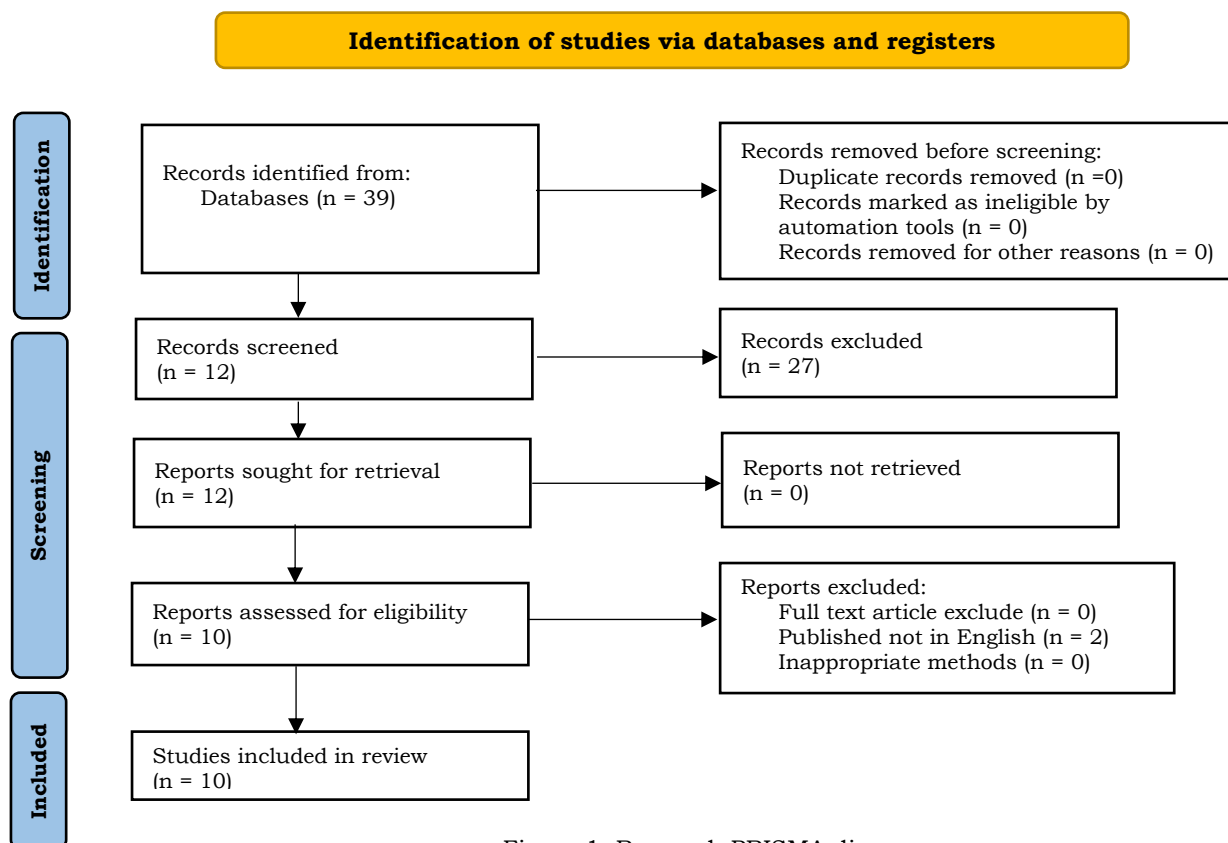 Identification of studies via databases and registers
Identification
Records identified from:
Databases (n = 39)
Records removed before screening:
Duplicate records removed (n =0)
Records marked as ineligible by
automation tools (n = 0)
Records removed for other reasons (n = 0)
Screening
Records screened
(n = 12)
Records excluded
(n = 27)
Reports sought for retrieval
(n = 12)
Reports not retrieved
(n = 0)
Reports assessed for eligibility
(n = 10)
Reports excluded:
Full text article exclude (n = 0)
Published not in English (n = 2)
Inappropriate methods (n = 0)
Included
Studies included in review
(n = 10)